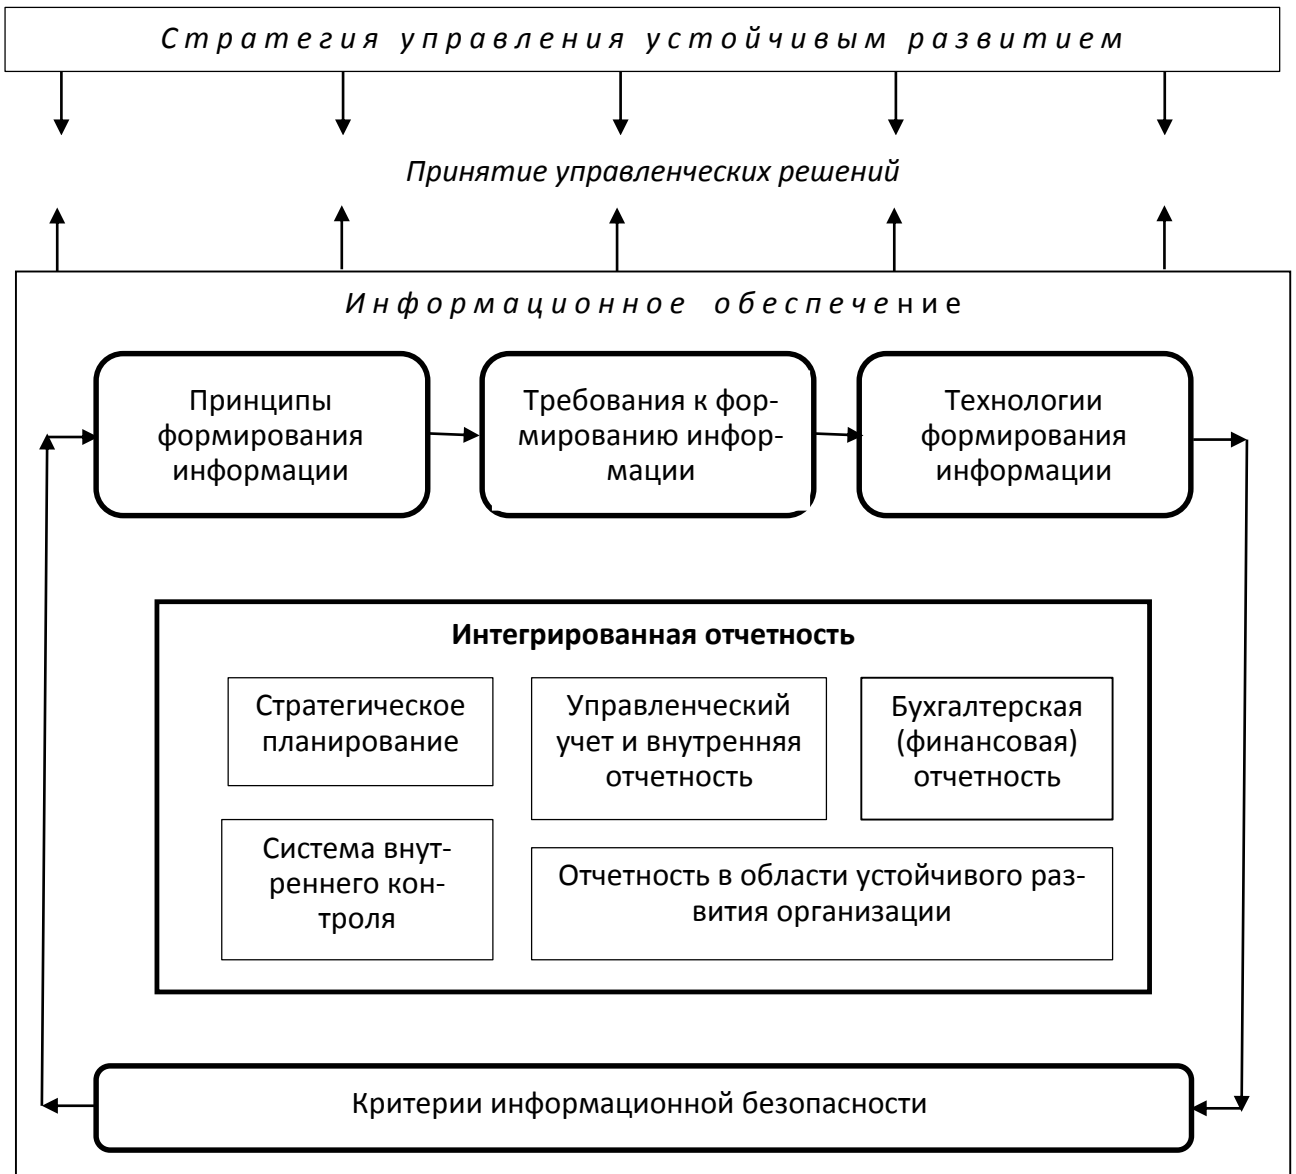 Стратегия управления устойчивым развитием
Принятие управленческих решений
Информационное обеспечение
Принципы
формирования
информации
Требования к фор-
мированию инфор-
мации
Технологии
формирования
информации
Интегрированная отчетность
Стратегическое
планирование
Управленческий
учет и внутренняя
отчетность
Бухгалтерская
(финансовая)
отчетность
Система внут-
реннего кон-
троля
Отчетность в области устойчивого раз-
вития организации
Критерии информационной безопасности